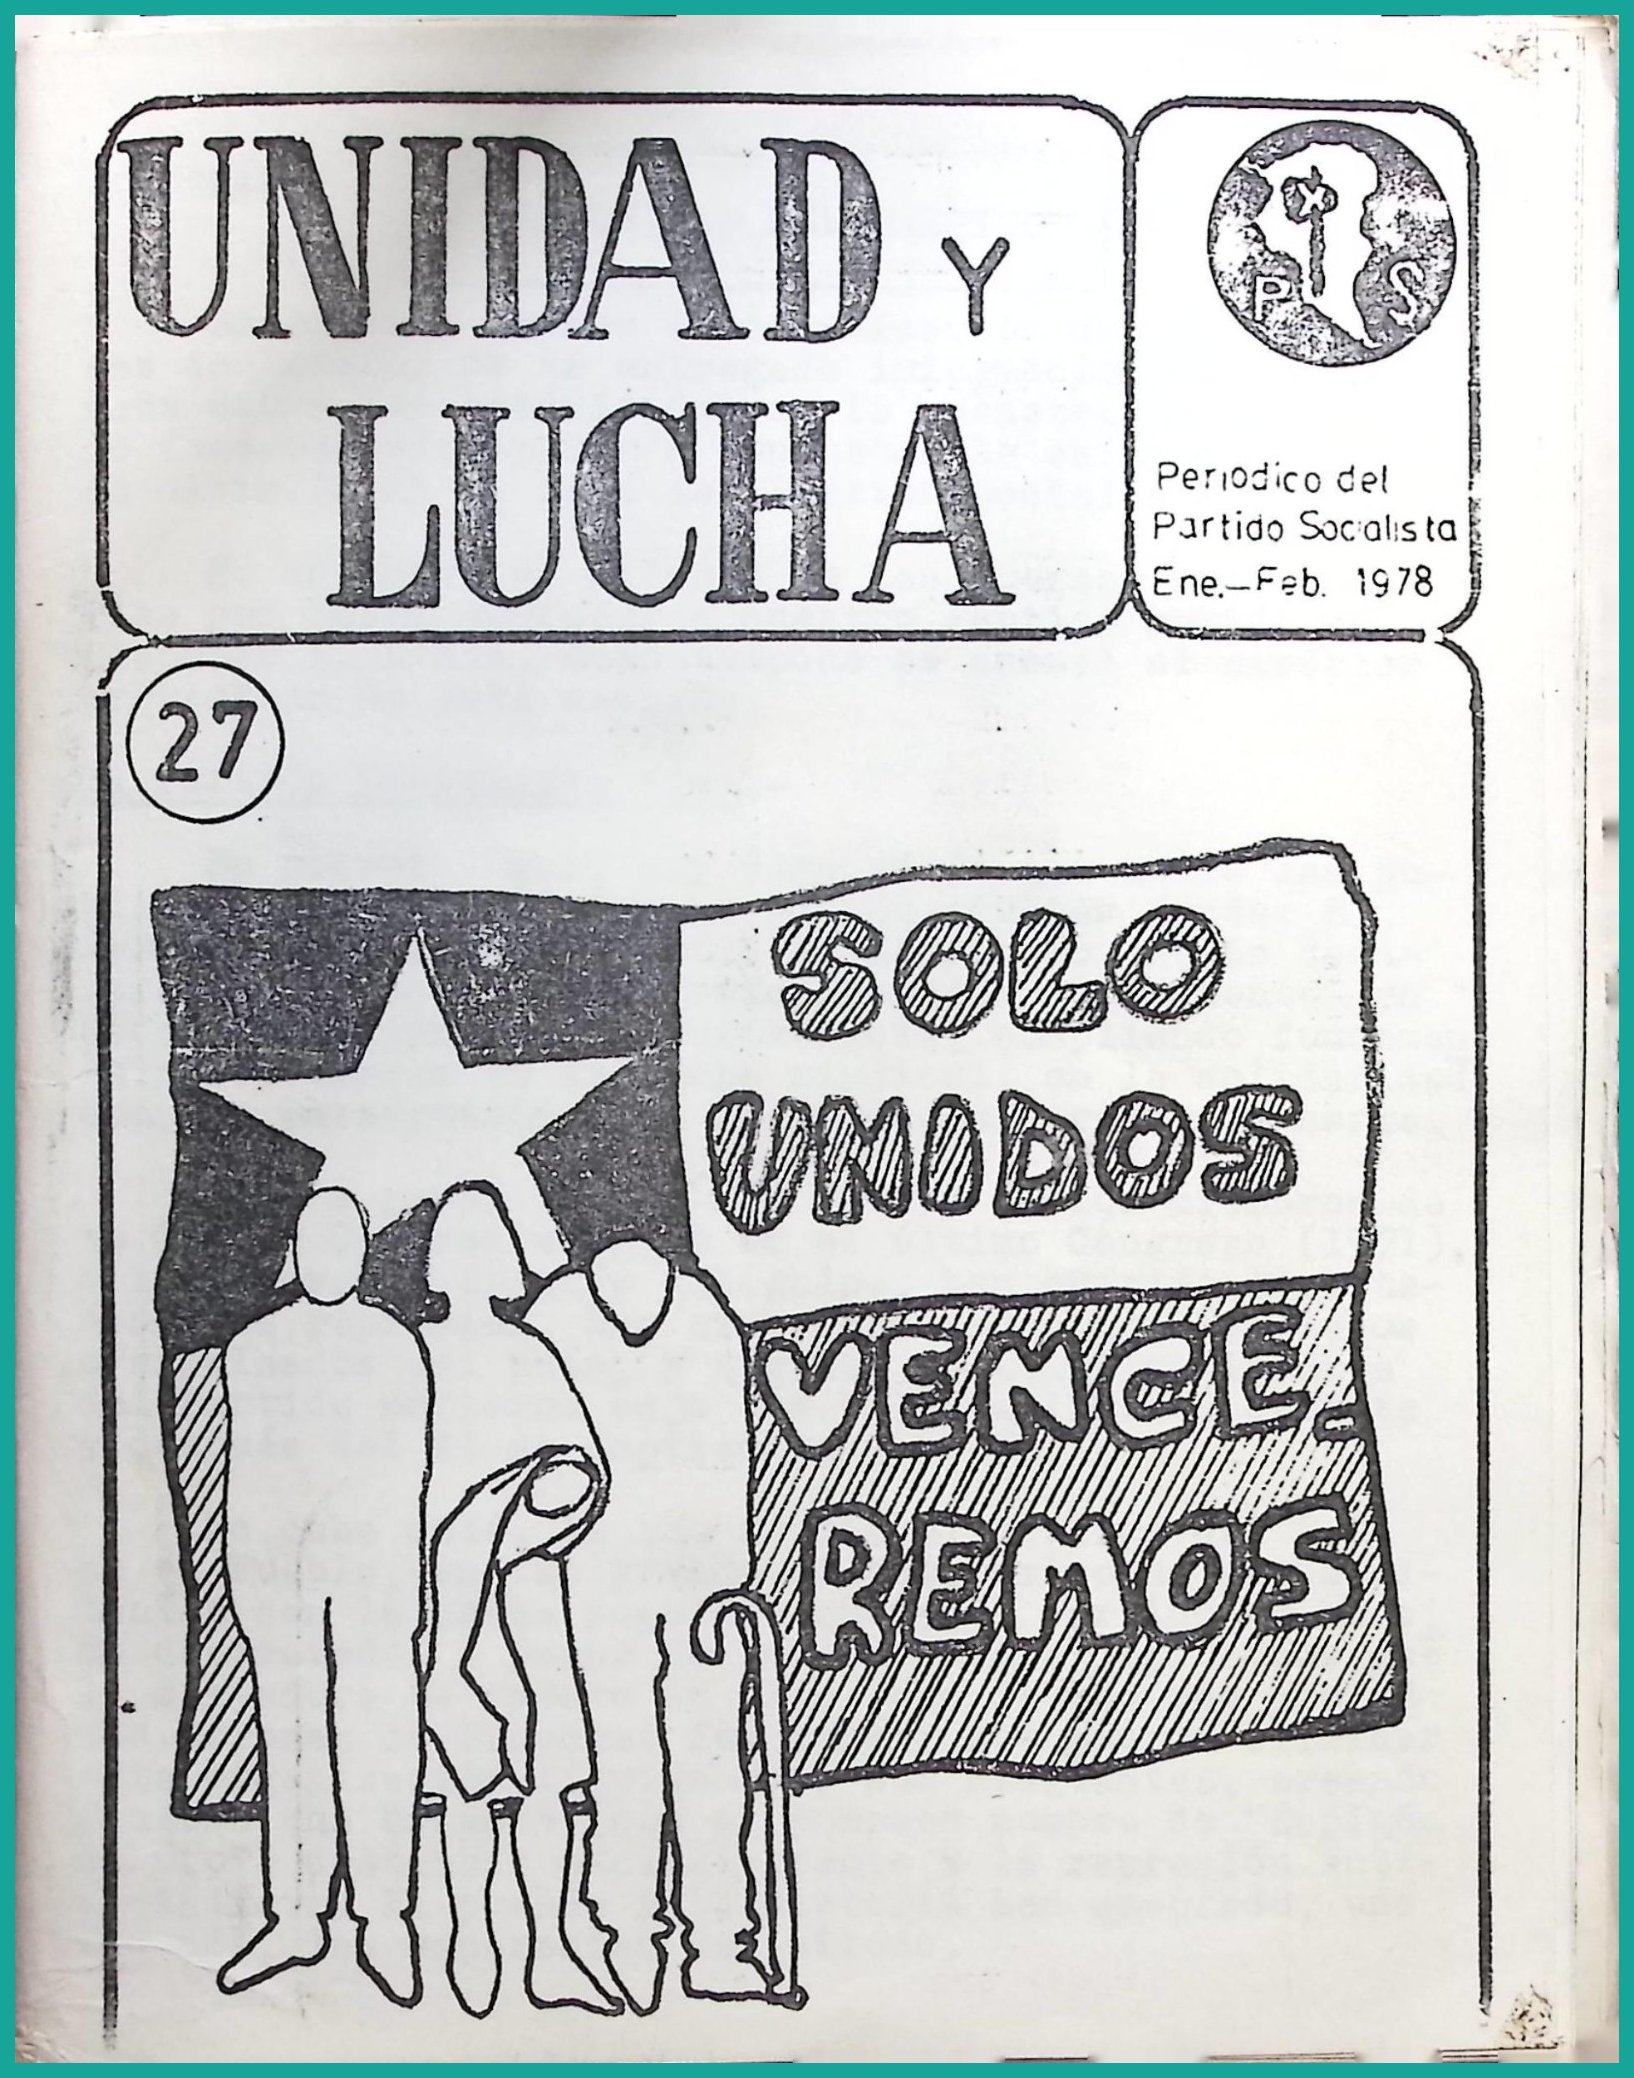 UNIDAD Y
LUCHA
P S
Periodico del
Partido Socialista
Ene.—Feb. 1978
27
SOLO
UNIDOS
VENCE-
REMOS